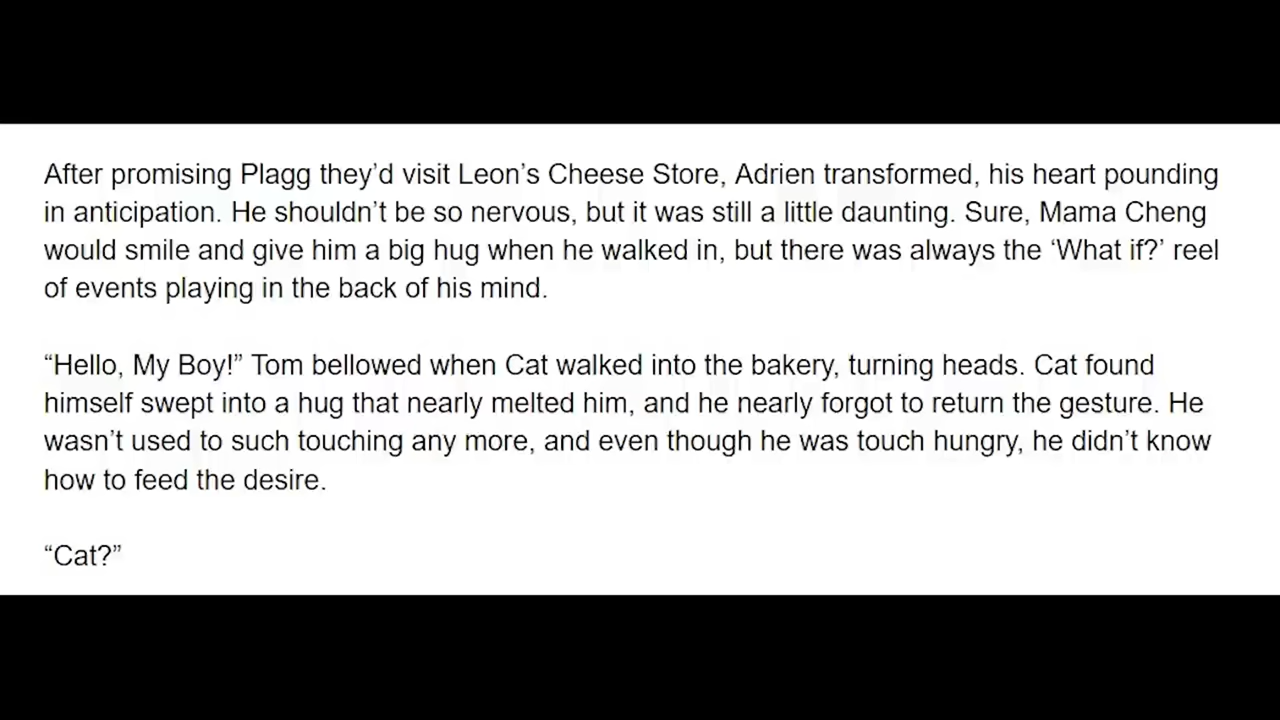 After promising Plagg they’d visit Leon’s Cheese Store, Adrien transformed, his heart pounding
in anticipation. He shouldn’t be so nervous, but it was still a little daunting. Sure, Mama Cheng
would smile and give him a big hug when he walked in, but there was always the ‘What if?’ reel
of events playing in the back of his mind.
“Hello, My Boy!” Tom bellowed when Cat walked into the bakery, turning heads. Cat found
himself swept into a hug that nearly melted him, and he nearly forgot to return the gesture. He
wasn’t used to such touching any more, and even though he was touch hungry, he didn’t know
how to feed the desire.
“Cat?”